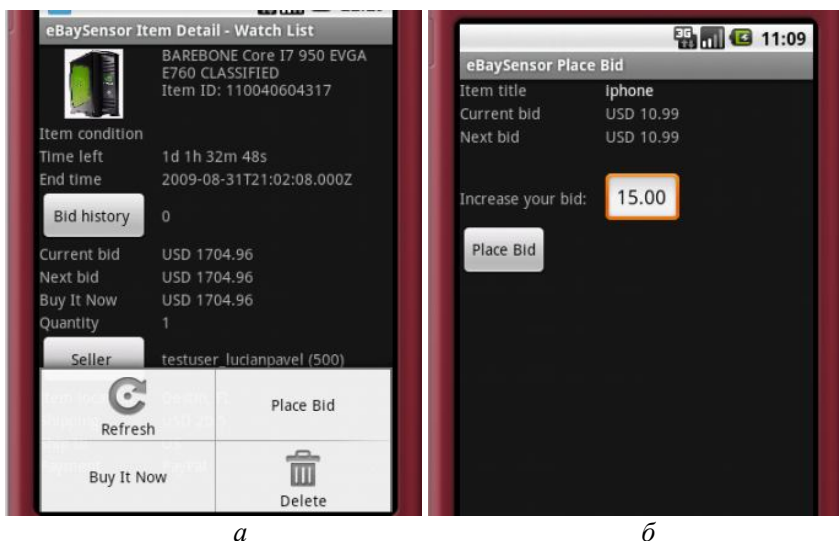 eBaySensor Item Detail - Watch List
BAREBONE Core I7 950 EVGA
E760 CLASSIFIED
Item ID: 110040604317
Item condition
Time left 1d 1h 32m 48s
End time 2009-08-31T21:02:08.000Z
Bid history 0
Current bid USD 1704.96
Next bid USD 1704.96
Buy It Now USD 1704.96
Quantity 1
Seller testuser_lucianpavel (500)
Refresh
Place Bid
Buy It Now
Delete
а
3G 11:09
eBaySensor Place Bid
Item title iphone
Current bid USD 10.99
Next bid USD 10.99
Increase your bid: 15.00
Place Bid
б